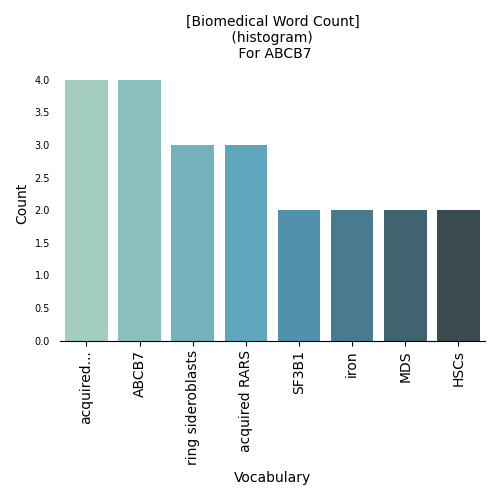 [Biomedical Word Count]
(histogram)
For ABCB7
4.0
3.5
3.0
2.5
2.0
1.5
1.0
0.5
0.0
Count
acquired...
ABCB7
ring sideroblasts
acquired RARS
SF3B1
iron
MDS
HSCs
Vocabulary